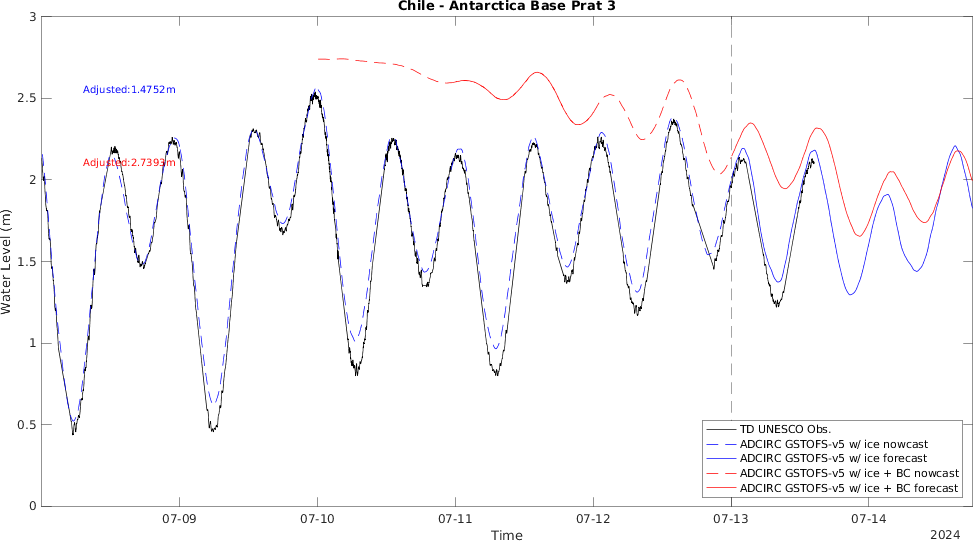 Chile - Antarctica Base Prat 3
3
2.5
2
1.5
1
0.5
0
Water Level (m)
Adjusted:1.4752m
Adjusted:2.7393m
TD UNESCO Obs.
ADCIRC GSTOFS-v5 w/ ice nowcast
ADCIRC GSTOFS-v5 w/ ice forecast
ADCIRC GSTOFS-v5 w/ ice + BC nowcast
ADCIRC GSTOFS-v5 w/ ice + BC forecast
07-09 07-10 07-11 07-12 07-13 07-14
Time
2024